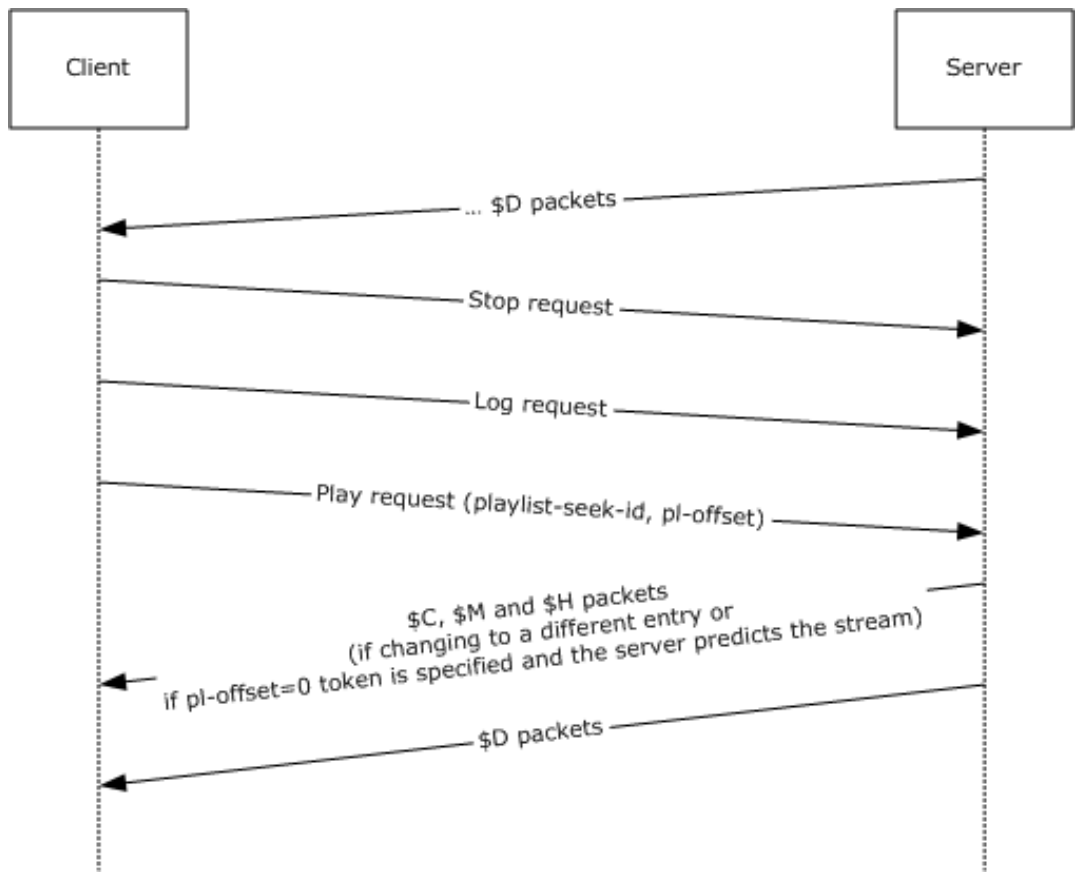 Client
Server
... $D packets
Stop request
Log request
Play request (playlist-seek-id, pl-offset)
$C, $M and $H packets
(if changing to a different entry or
if pl-offset=0 token is specified and the server predicts the stream)
$D packets